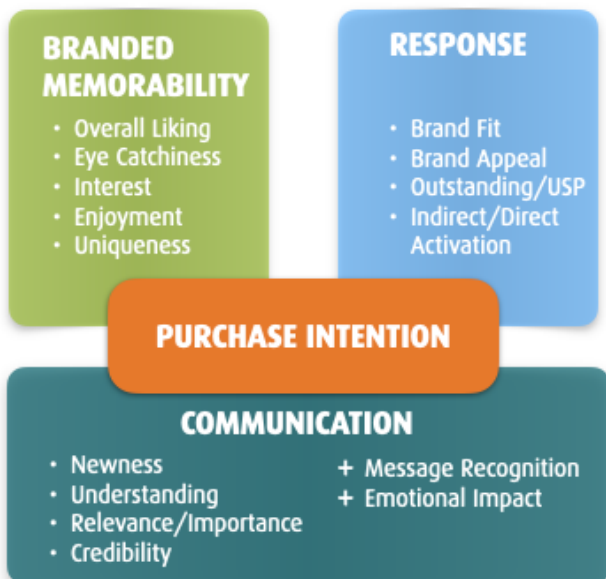 BRANDED
MEMORABILITY
• Overall Liking
• Eye Catchiness
• Interest
• Enjoyment
• Uniqueness
RESPONSE
• Brand Fit
• Brand Appeal
• Outstanding/USP
• Indirect/Direct
Activation
PURCHASE INTENTION
COMMUNICATION
• Newness
• Understanding
• Relevance/Importance
• Credibility
+ Message Recognition
+ Emotional Impact